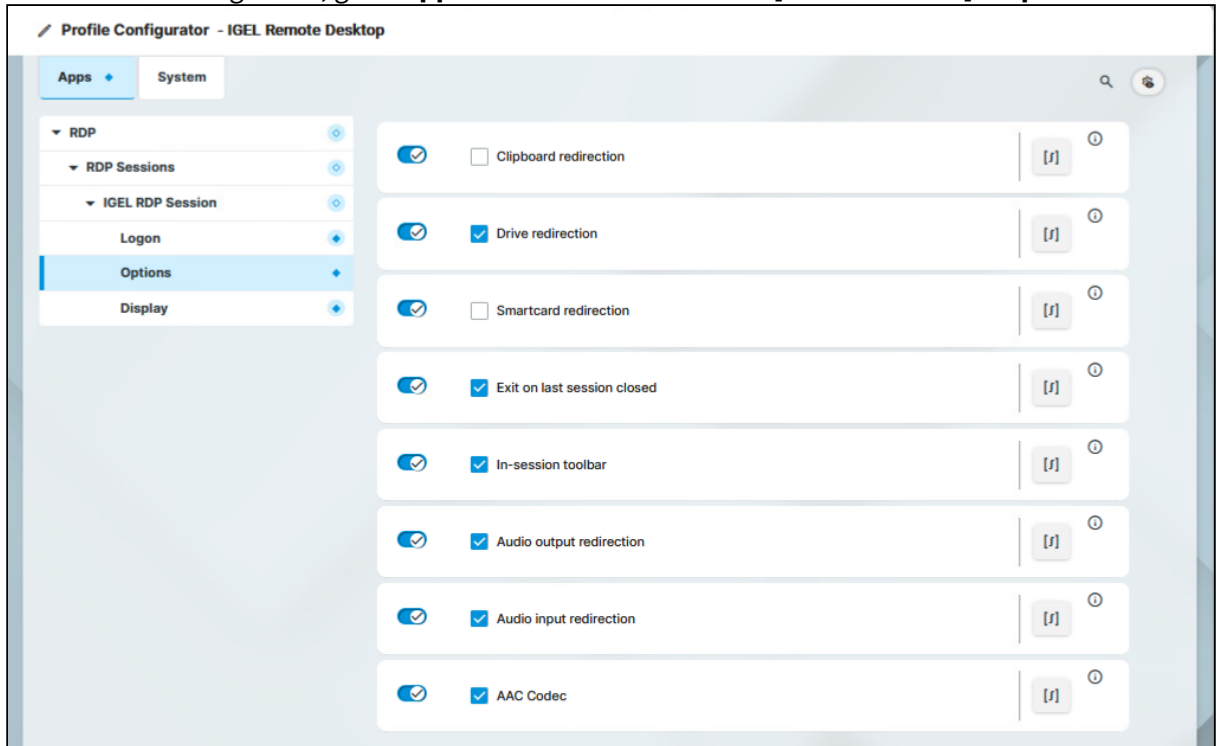 Profile Configurator - IGEL Remote Desktop
Apps
System
RDP
RDP Sessions
IGEL RDP Session
Logon
Options
Display
Clipboard redirection
[ʃ]
Drive redirection
[ʃ]
Smartcard redirection
[ʃ]
Exit on last session closed
[ʃ]
In-session toolbar
[ʃ]
Audio output redirection
[ʃ]
Audio input redirection
[ʃ]
AAC Codec
[ʃ]